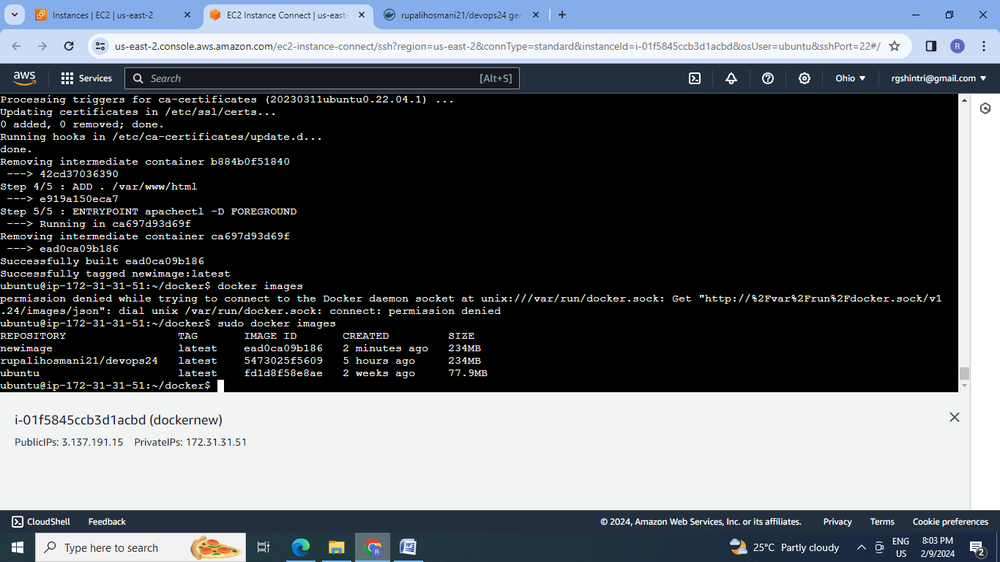 Instances | EC2 | us-east-2
EC2 Instance Connect | us-east-
rupalihosmani21/devops24 gen
us-east-2.console.aws.amazon.com/ec2-instance-connect/ssh?region=us-east-2&connType=standard&instanceId=i-01f5845ccb3d1acbd&osUser=ubuntu&sshPort=22#/
R
aws
Services
Search
[Alt+S]
Ohio
rgshintri@gmail.com
Processing triggers for ca-certificates (20230311ubuntu0.22.04.1) ...
Updating certificates in /etc/ssl/certs...
0 added, 0 removed; done.
Running hooks in /etc/ca-certificates/update.d...
done.
Removing intermediate container b884b0f51840
---> 42cd37036390
Step 4/5 : ADD . /var/www/html
---> e919a150eca7
Step 5/5 : ENTRYPOINT apachectl -D FOREGROUND
---> Running in ca697d93d69f
Removing intermediate container ca697d93d69f
---> ead0ca09b186
Successfully built ead0ca09b186
Successfully tagged newimage:latest
ubuntu@ip-172-31-31-51:~/docker$ docker images
permission denied while trying to connect to the Docker daemon socket at unix:///var/run/docker.sock: Get "http://%2Fvar%2Frun%2Fdocker.sock/v1
.24/images/json": dial unix /var/run/docker.sock: connect: permission denied
ubuntu@ip-172-31-31-51:~/docker$ sudo docker images
REPOSITORY TAG IMAGE ID CREATED SIZE
newimage latest ead0ca09b186 2 minutes ago 234MB
rupalihosmani21/devops24 latest 5473025f5609 5 hours ago 234MB
ubuntu latest fd1d8f58e8ae 2 weeks ago 77.9MB
ubuntu@ip-172-31-31-51:~/docker$
i-01f5845ccb3d1acbd (dockernew)
PublicIPs: 3.137.191.15 PrivateIPs: 172.31.31.51
CloudShell
Feedback
© 2024, Amazon Web Services, Inc. or its affiliates.
Privacy
Terms
Cookie preferences
Type here to search
25°C Partly cloudy
ENG
US
8:03 PM
2/9/2024
2